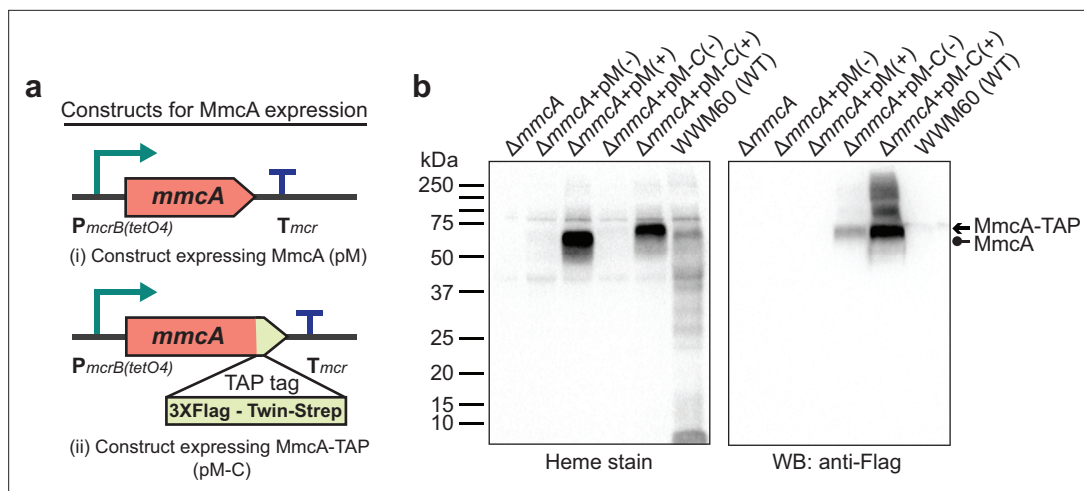 a
Constructs for MmcA expression
mmcA
PmcrB(tetO4)
Tmcr
(i) Construct expressing MmcA (pM)
mmcA
PmcrB(tetO4)
Tmcr
TAP tag
3XFlag - Twin-Strep
(ii) Construct expressing MmcA-TAP
(pM-C)
b
ΔmmcA
ΔmmcA+pM(-)
ΔmmcA+pM(+)
ΔmmcA+pM-C(-)
ΔmmcA+pM-C(+)
WWM60 (WT)
kDa
250
75
50
37
25
20
15
10
Heme stain
ΔmmcA
ΔmmcA+pM(-)
ΔmmcA+pM(+)
ΔmmcA+pM-C(-)
ΔmmcA+pM-C(+)
WWM60 (WT)
MmcA-TAP
MmcA
WB: anti-Flag